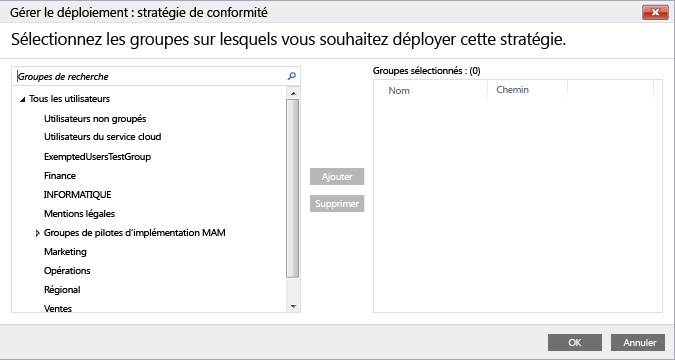 Gérer le déploiement : stratégie de conformité
Sélectionnez les groupes sur lesquels vous souhaitez déployer cette stratégie.
Groupes de recherche
Tous les utilisateurs
Utilisateurs non groupés
Utilisateurs du service cloud
ExemptedUsersTestGroup
Finance
INFORMATIQUE
Mentions légales
Groupes de pilotes d'implémentation MAM
Marketing
Opérations
Régional
Ventes
Ajouter
Supprimer
Groupes sélectionnés : (0)
Nom Chemin
OK Annuler